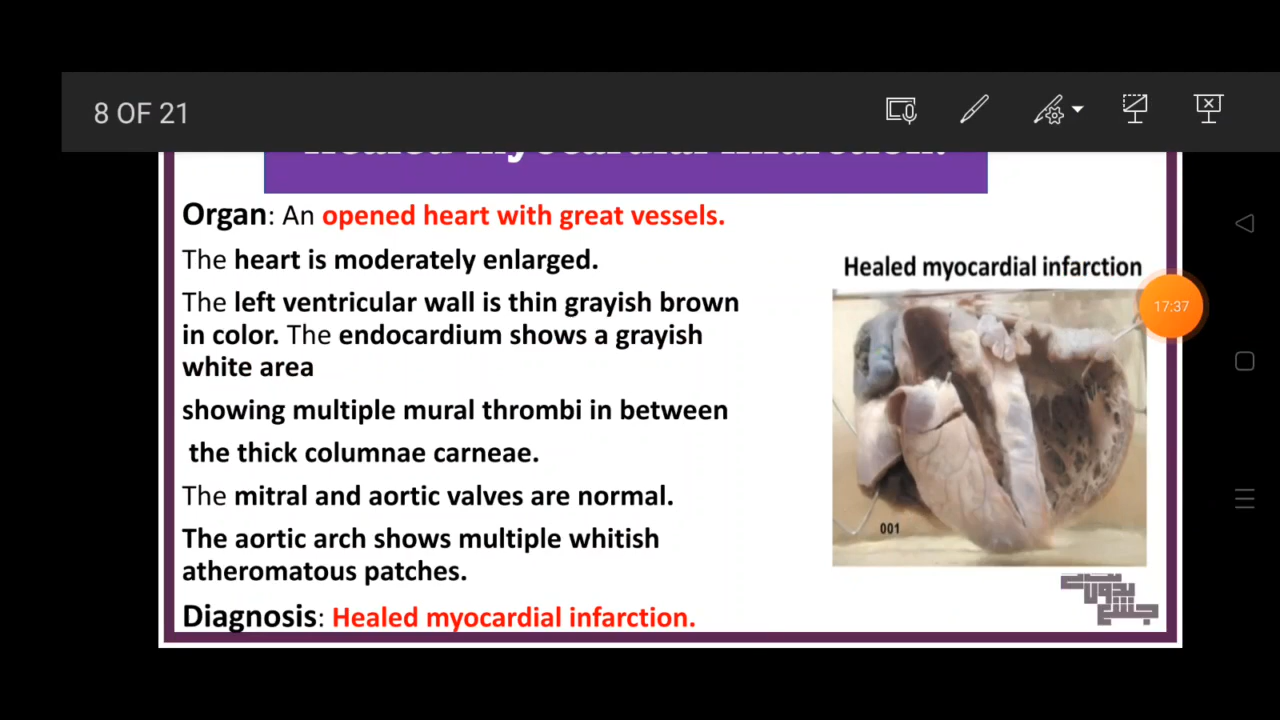 8 OF 21
Healed myocardial infarction.
Organ: An opened heart with great vessels.
The heart is moderately enlarged.
Healed myocardial infarction
The left ventricular wall is thin grayish brown
17:37
in color. The endocardium shows a grayish
white area
showing multiple mural thrombi in between
the thick columnae carneae.
The mitral and aortic valves are normal.
001
The aortic arch shows multiple whitish
atheromatous patches.
Diagnosis: Healed myocardial infarction.